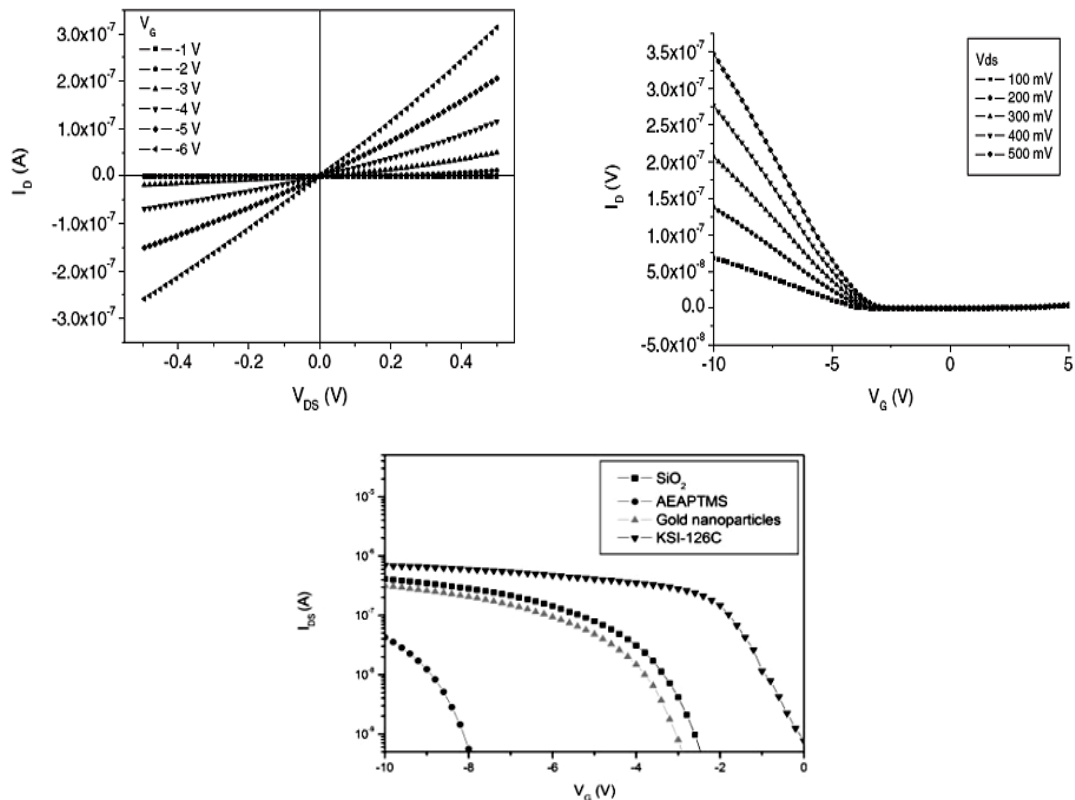 V_G
-1 V
-2 V
-3 V
-4 V
-5 V
-6 V
3.0x10⁻⁷
2.0x10⁻⁷
1.0x10⁻⁷
0.0
-1.0x10⁻⁷
-2.0x10⁻⁷
-3.0x10⁻⁷
I_D (A)
-0.4 -0.2 0.0 0.2 0.4
V_DS (V)
3.5x10⁻⁷
3.0x10⁻⁷
2.5x10⁻⁷
2.0x10⁻⁷
1.5x10⁻⁷
1.0x10⁻⁷
5.0x10⁻⁸
0.0
-5.0x10⁻⁸
I_D (V)
Vds
100 mV
200 mV
300 mV
400 mV
500 mV
-10 -5 0 5
V_G (V)
SiO₂
AEAPTMS
Gold nanoparticles
KSI-126C
10⁻⁵
10⁻⁶
10⁻⁷
10⁻⁸
10⁻⁹
I_DS (A)
-10 -8 -6 -4 -2 0
V_G (V)